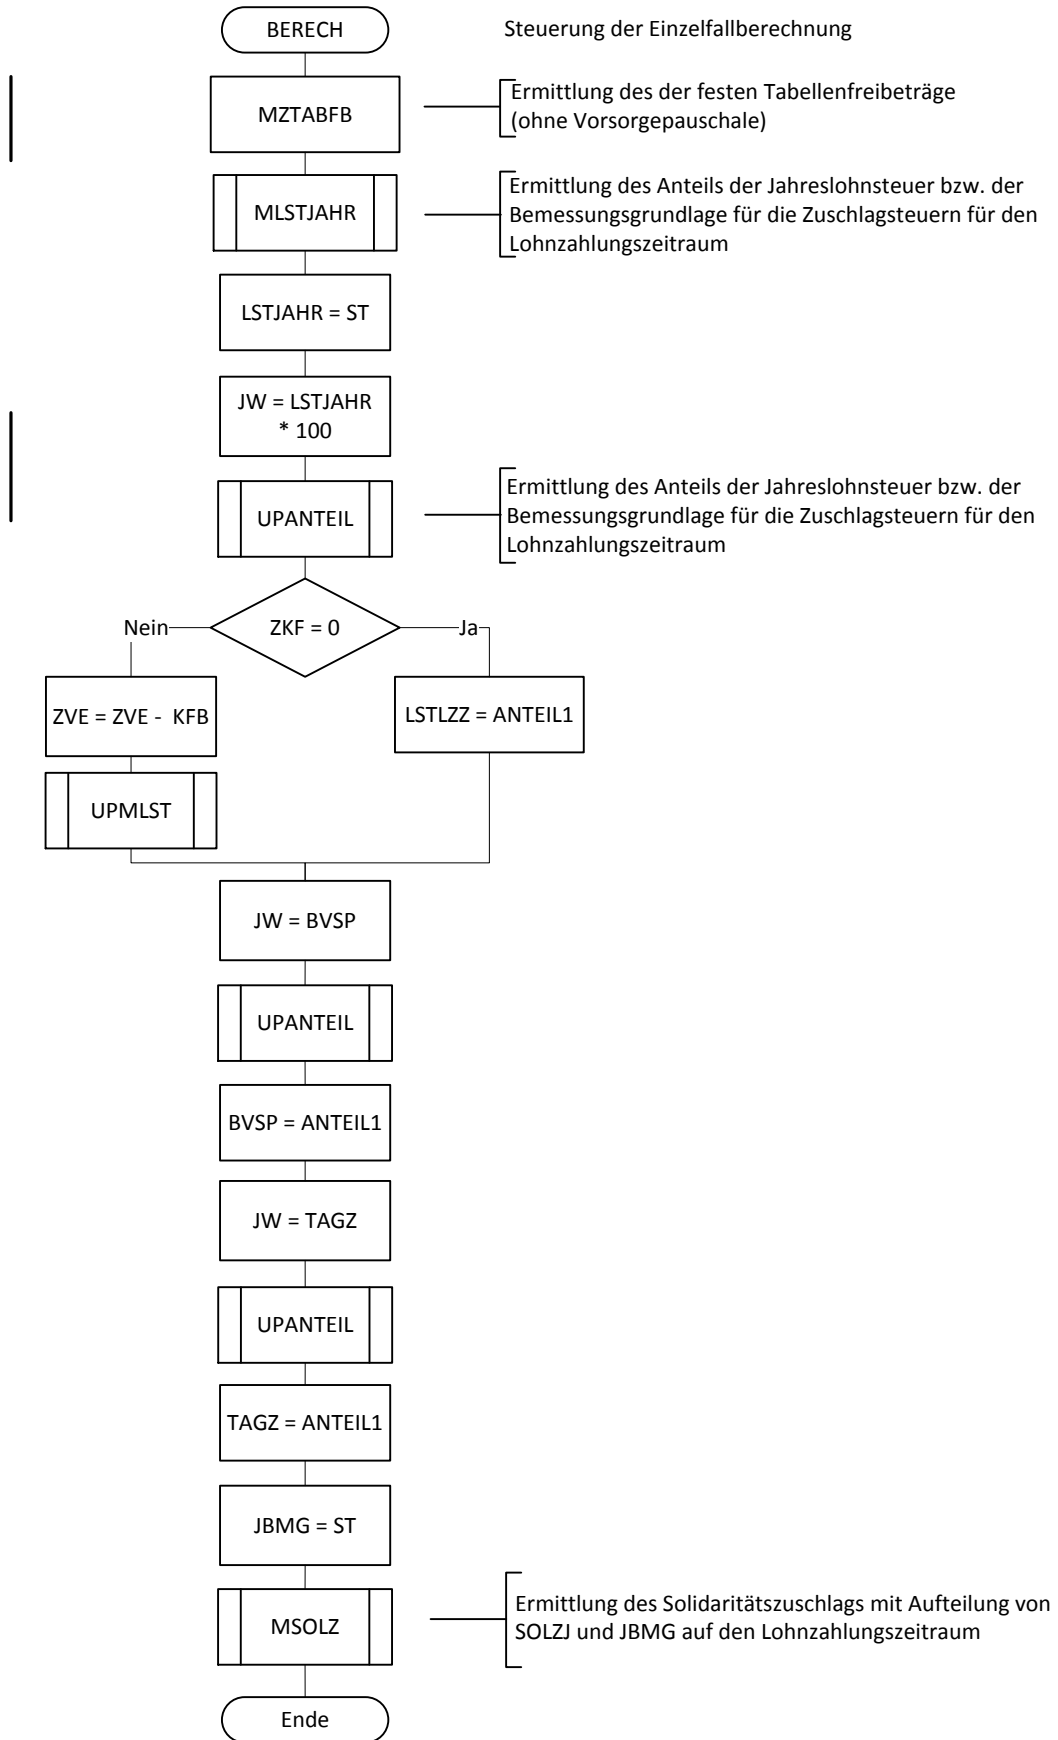 BERECH
Steuerung der Einzelfallberechnung
MZTABFB
Ermittlung des der festen Tabellenfreibeträge
(ohne Vorsorgepauschale)
MLSTJAHR
Ermittlung des Anteils der Jahreslohnsteuer bzw. der
Bemessungsgrundlage für die Zuschlagsteuern für den
Lohnzahlungszeitraum
LSTJAHR = ST
JW = LSTJAHR
* 100
UPANTEIL
Ermittlung des Anteils der Jahreslohnsteuer bzw. der
Bemessungsgrundlage für die Zuschlagsteuern für den
Lohnzahlungszeitraum
Nein
ZKF = 0
Ja
ZVE = ZVE - KFB
LSTLZZ = ANTEIL1
UPMLST
JW = BVSP
UPANTEIL
BVSP = ANTEIL1
JW = TAGZ
UPANTEIL
TAGZ = ANTEIL1
JBMG = ST
MSOLZ
Ermittlung des Solidaritätszuschlags mit Aufteilung von
SOLZJ und JBMG auf den Lohnzahlungszeitraum
Ende